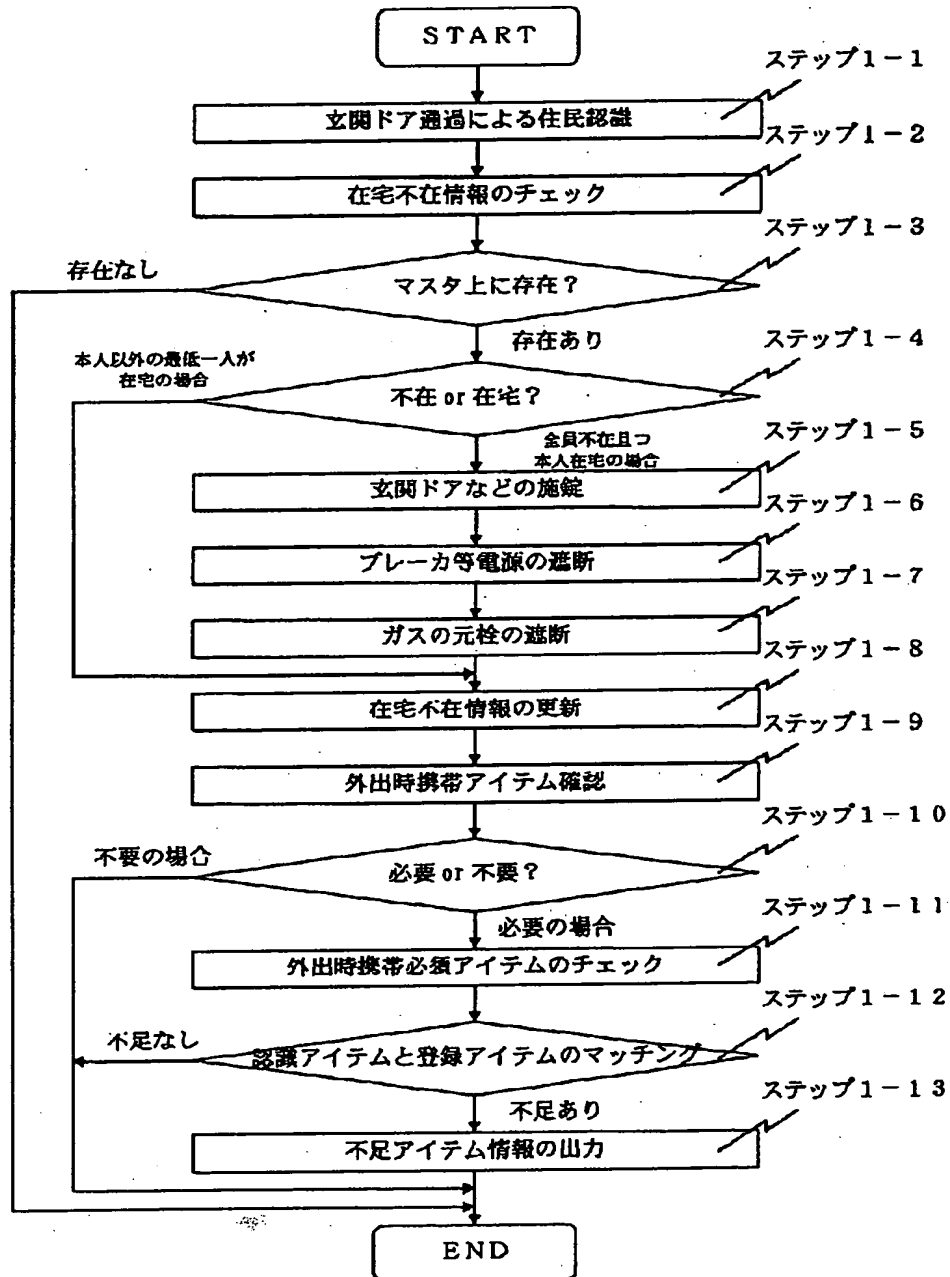 START
ステップ1-1
玄関ドア通過による住民認識
ステップ1-2
在宅不在情報のチェック
ステップ1-3
存在なし
マスタ上に存在?
存在あり
ステップ1-4
本人以外の最低一人が
在宅の場合
不在 or 在宅?
全員不在且つ
本人在宅の場合
ステップ1-5
玄関ドアなどの施錠
ステップ1-6
ブレーカ等電源の遮断
ステップ1-7
ガスの元栓の遮断
ステップ1-8
在宅不在情報の更新
ステップ1-9
外出時携帯アイテム確認
ステップ1-10
不要の場合
必要 or 不要?
必要の場合
ステップ1-11
外出時携帯必須アイテムのチェック
ステップ1-12
不足なし
認識アイテムと登録アイテムのマッチング
不足あり
ステップ1-13
不足アイテム情報の出力
END